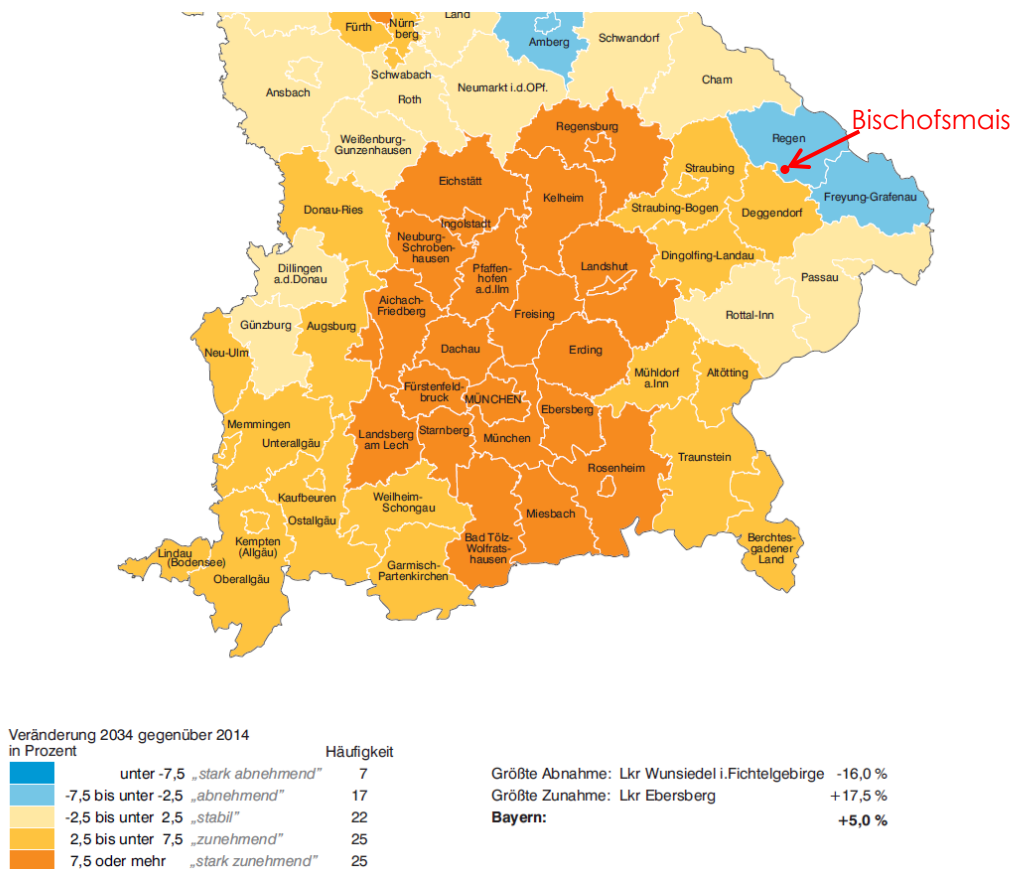 Fürth
Nürn-
berg
Land
Amberg
Schwandorf
Cham
Ansbach
Schwabach
Roth
Neumarkt i.d.OPf.
Bischofsmais
Weißenburg-
Gunzenhausen
Regensburg
Regen
Eichstätt
Straubing
Kelheim
Freyung-Grafenau
Donau-Ries
Straubing-Bogen
Deggendorf
Ingolstadt
Neuburg-
Schroben-
hausen
Dingolfing-Landau
Dillingen
a.d.Donau
Pfaffen-
hofen
a.d.Ilm
Landshut
Passau
Aichach-
Friedberg
Freising
Rottal-Inn
Günzburg
Augsburg
Neu-Ulm
Dachau
Erding
Mühldorf
a.Inn
Altötting
Fürstenfeld-
bruck
MÜNCHEN
Ebersberg
Memmingen
Unterallgäu
Landsberg
am Lech
Starnberg
München
Traunstein
Rosenheim
Kaufbeuren
Ostallgäu
Weilheim-
Schongau
Miesbach
Bad Tölz-
Wolfrats-
hausen
Berchtes-
gadener
Land
Lindau
(Bodensee)
Kempten
(Allgäu)
Oberallgäu
Garmisch-
Partenkirchen
Veränderung 2034 gegenüber 2014
in Prozent Häufigkeit
unter -7,5 „stark abnehmend” 7
-7,5 bis unter -2,5 „abnehmend” 17
-2,5 bis unter 2,5 „stabil” 22
2,5 bis unter 7,5 „zunehmend” 25
7,5 oder mehr „stark zunehmend” 25
Größte Abnahme: Lkr Wunsiedel i.Fichtelgebirge -16,0 %
Größte Zunahme: Lkr Ebersberg +17,5 %
Bayern: +5,0 %